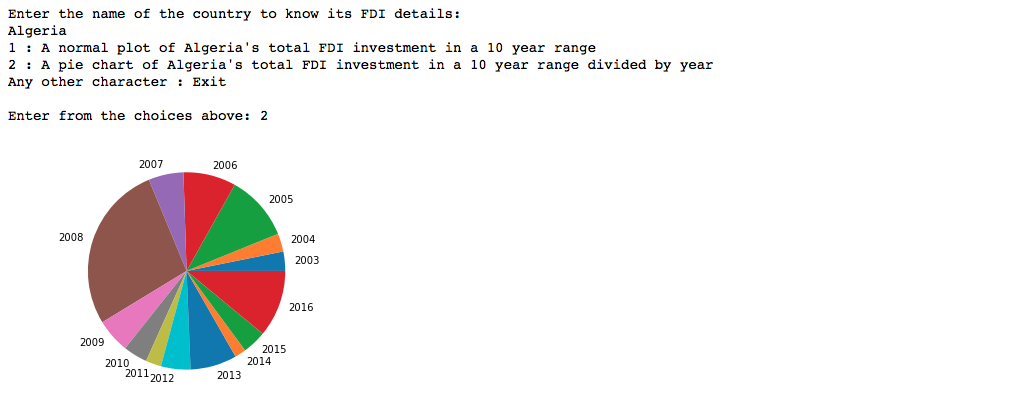 Enter the name of the country to know its FDI details:
Algeria
1 : A normal plot of Algeria's total FDI investment in a 10 year range
2 : A pie chart of Algeria's total FDI investment in a 10 year range divided by year
Any other character : Exit
Enter from the choices above: 2
2007
2006
2005
2008
2004
2003
2016
2009
2015
2010
2014
2011
2012
2013